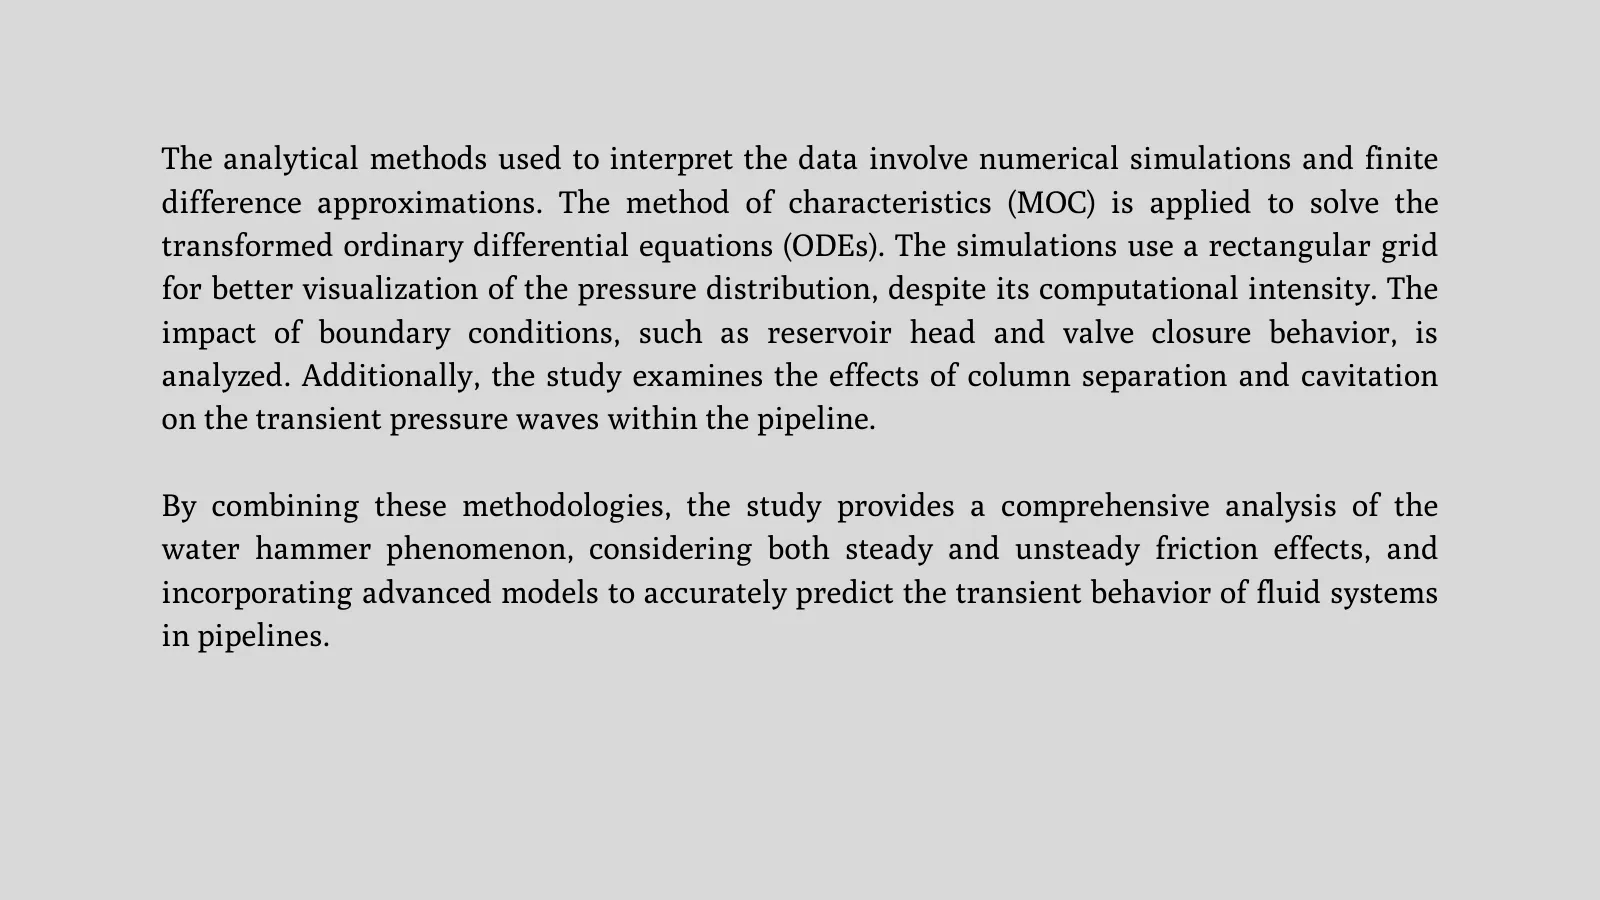 The analytical methods used to interpret the data involve numerical simulations and finite
difference approximations. The method of characteristics (MOC) is applied to solve the
transformed ordinary differential equations (ODEs). The simulations use a rectangular grid
for better visualization of the pressure distribution, despite its computational intensity. The
impact of boundary conditions, such as reservoir head and valve closure behavior, is
analyzed. Additionally, the study examines the effects of column separation and cavitation
on the transient pressure waves within the pipeline.
By combining these methodologies, the study provides a comprehensive analysis of the
water hammer phenomenon, considering both steady and unsteady friction effects, and
incorporating advanced models to accurately predict the transient behavior of fluid systems
in pipelines.